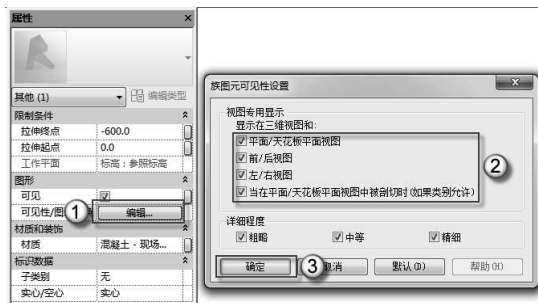 属性
其他 (1)
编辑类型
限制条件
拉伸终点 -600.0
拉伸起点 0.0
工作平面 标高：参照标高
图形
可见
可见性/图 编辑...
1
材质和装饰
材质 混凝土 - 现场...
标识数据
子类别 无
实心/空心 实心
族图元可见性设置
视图专用显示
显示在三维视图和:
平面/天花板平面视图
前/后视图
左/右视图
当在平面/天花板平面视图中被剖切时(如果类别允许)
2
详细程度
粗略 中等 精细
确定 3 取消 默认(D) 帮助(H)